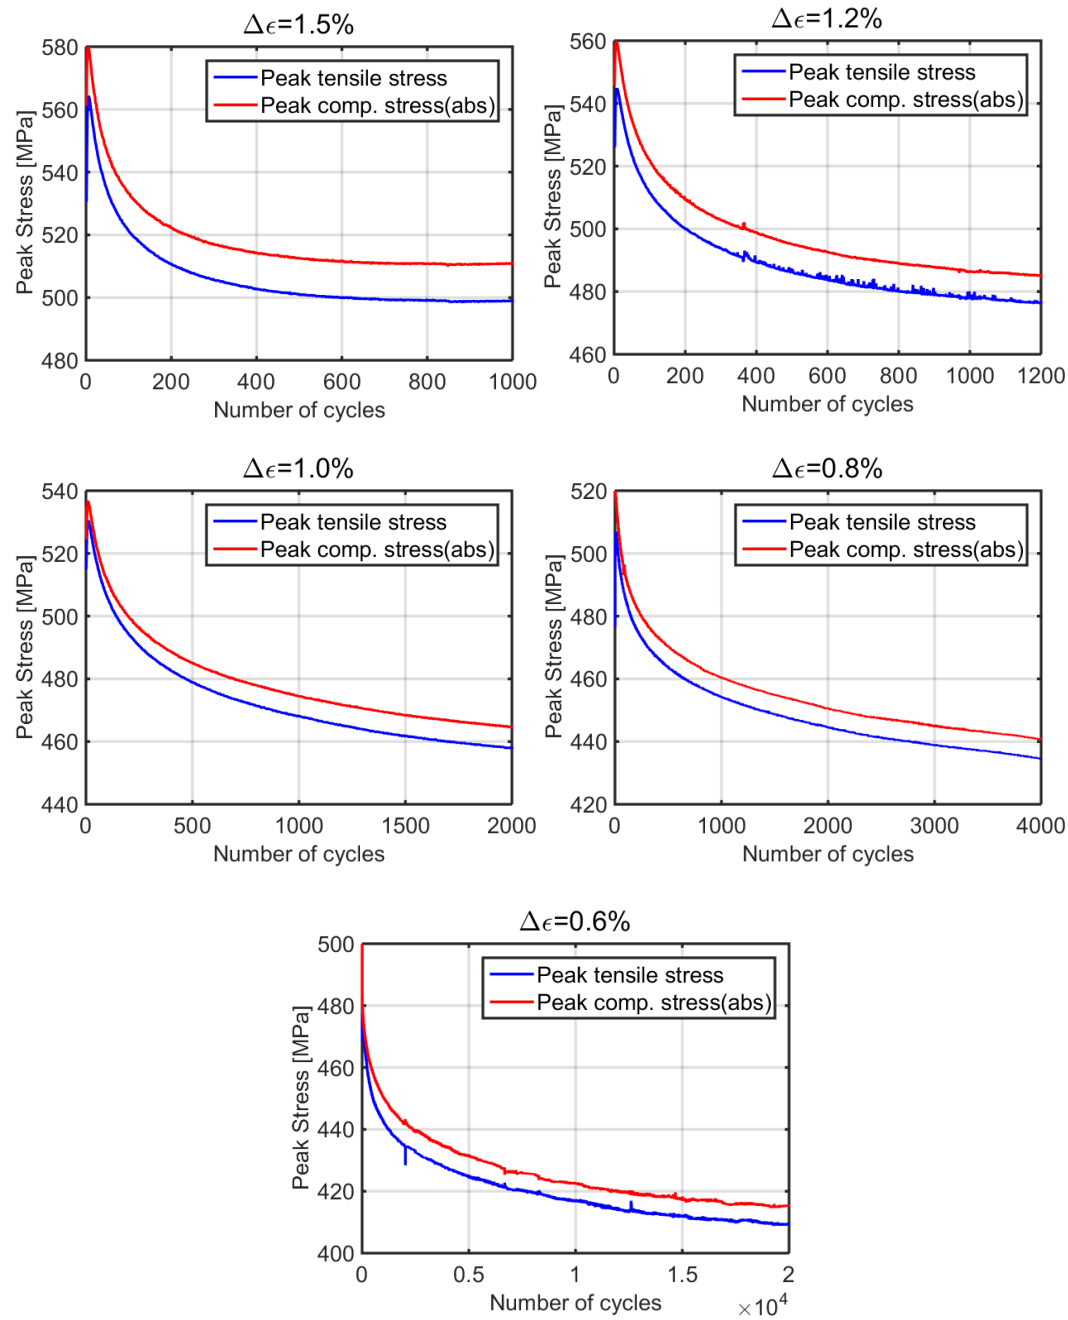 Δϵ=1.5%
580
560
540
520
500
480
Peak Stress [MPa]
Peak tensile stress
Peak comp. stress(abs)
0 200 400 600 800 1000
Number of cycles
Δϵ=1.2%
560
540
520
500
480
460
Peak Stress [MPa]
Peak tensile stress
Peak comp. stress(abs)
0 200 400 600 800 1000 1200
Number of cycles
Δϵ=1.0%
540
520
500
480
460
440
Peak Stress [MPa]
Peak tensile stress
Peak comp. stress(abs)
0 500 1000 1500 2000
Number of cycles
Δϵ=0.8%
520
500
480
460
440
420
Peak Stress [MPa]
Peak tensile stress
Peak comp. stress(abs)
0 1000 2000 3000 4000
Number of cycles
Δϵ=0.6%
500
480
460
440
420
400
Peak Stress [MPa]
Peak tensile stress
Peak comp. stress(abs)
0 0.5 1 1.5 2
Number of cycles
×10⁴